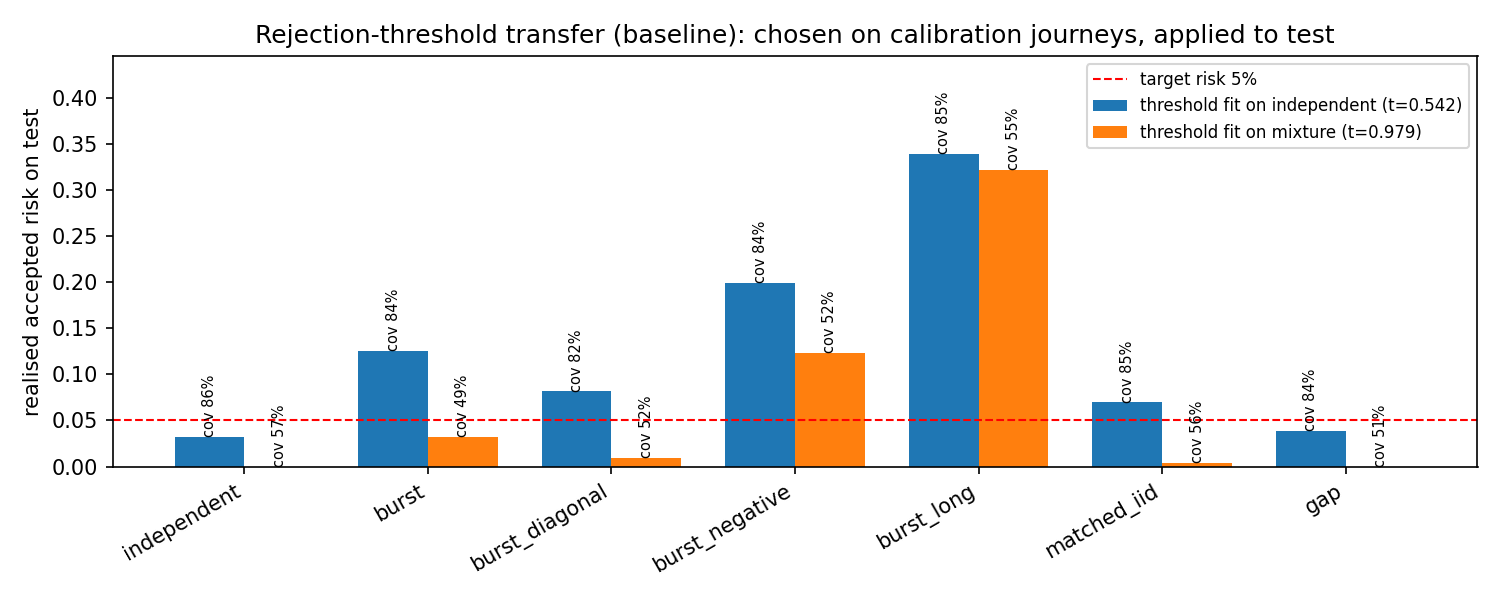 Rejection-threshold transfer (baseline): chosen on calibration journeys, applied to test
realised accepted risk on test
0.40
0.35
0.30
0.25
0.20
0.15
0.10
0.05
0.00
target risk 5%
threshold fit on independent (t=0.542)
threshold fit on mixture (t=0.979)
cov 86%
cov 57%
cov 84%
cov 49%
cov 82%
cov 52%
cov 84%
cov 52%
cov 85%
cov 55%
cov 85%
cov 56%
cov 84%
cov 51%
independent
burst
burst_diagonal
burst_negative
burst_long
matched_iid
gap